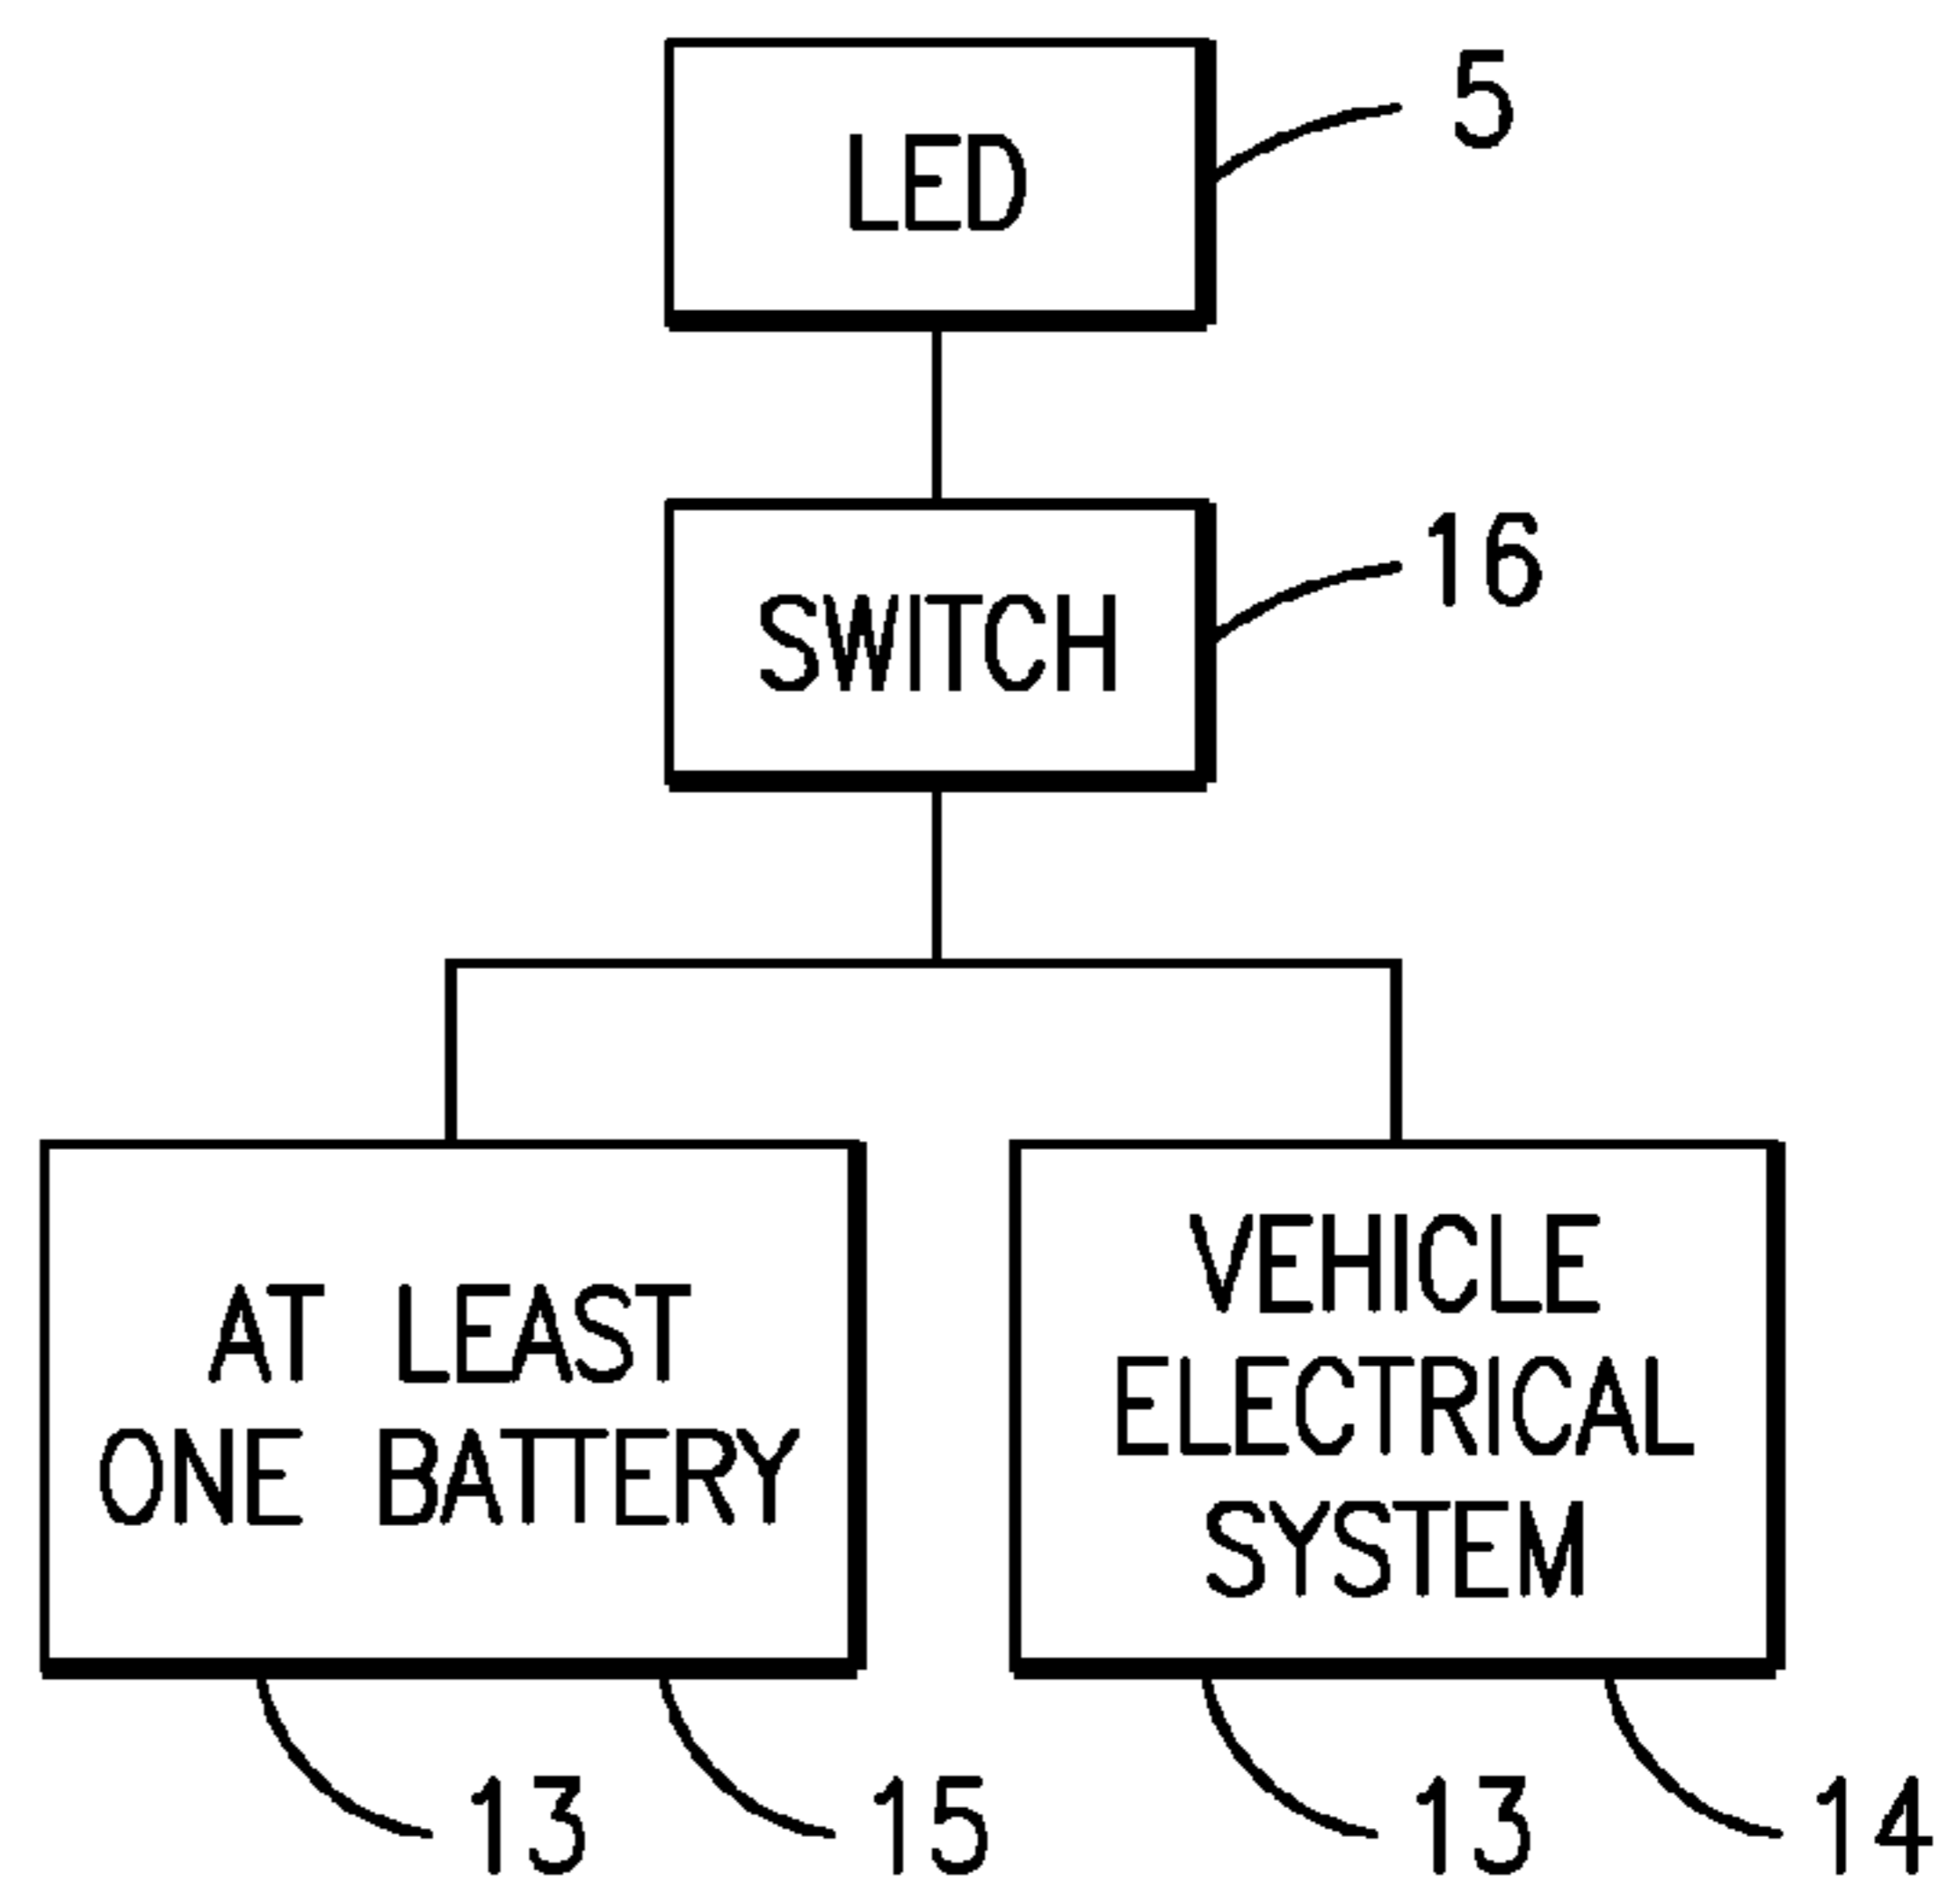 LED
5
SWITCH
16
AT LEAST
ONE BATTERY
VEHICLE
ELECTRICAL
SYSTEM
13
15
13
14